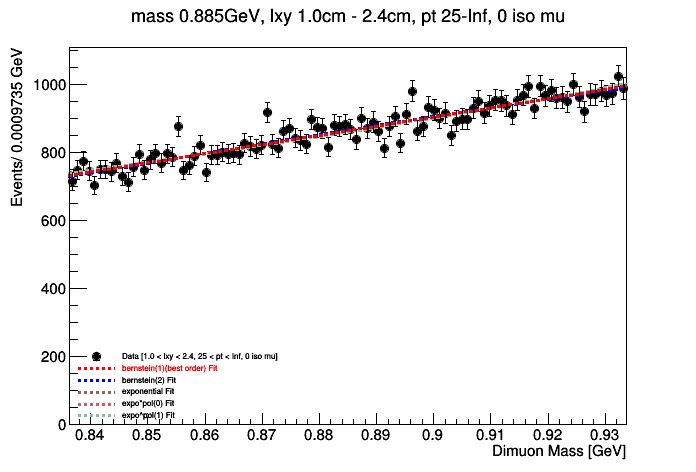 mass 0.885GeV, lxy 1.0cm - 2.4cm, pt 25-Inf, 0 iso mu
Events/ 0.0009735 GeV
1000
800
600
400
200
0
Data [1.0 < lxy < 2.4, 25 < pt < Inf, 0 iso mu]
bernstein(1)(best order) Fit
bernstein(2) Fit
exponential Fit
expo*pol(0) Fit
expo*pol(1) Fit
0.84 0.85 0.86 0.87 0.88 0.89 0.9 0.91 0.92 0.93
Dimuon Mass [GeV]